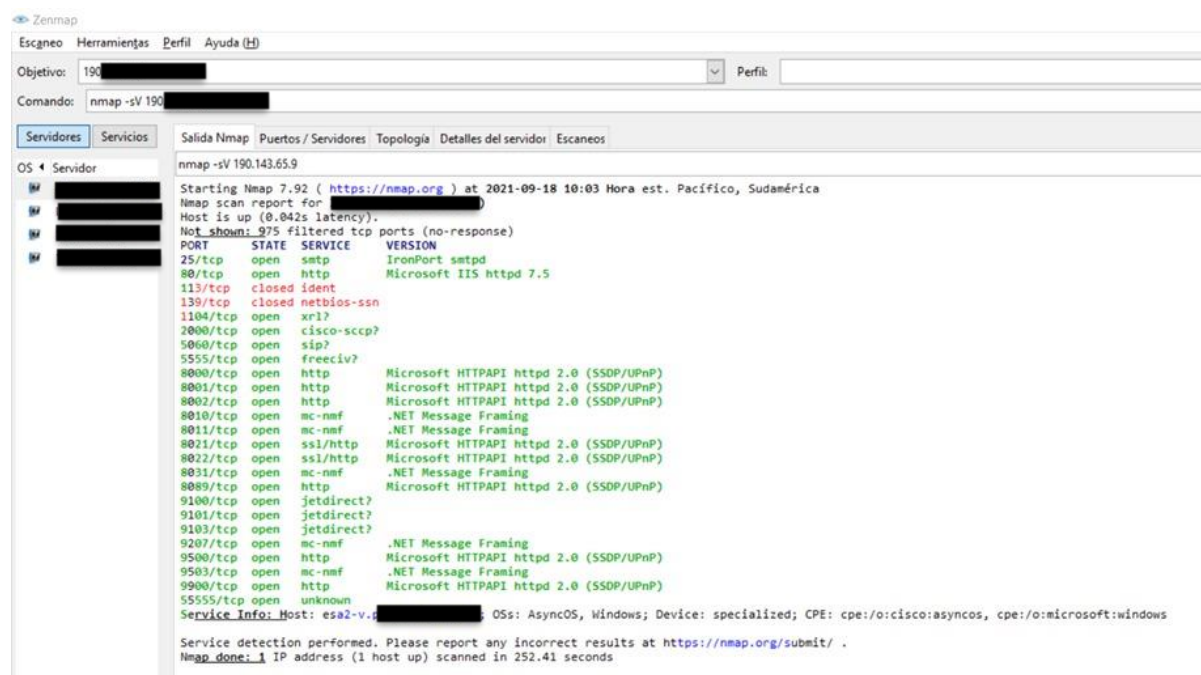 Zenmap
Escaneo Herramientas Perfil Ayuda (H)
Objetivo: 190 Perfil:
Comando: nmap -sV 190
Servidores Servicios Salida Nmap Puertos / Servidores Topología Detalles del servidor Escaneos
OS Servidor nmap -sV 190.143.65.9
Starting Nmap 7.92 ( https://nmap.org ) at 2021-09-18 10:03 Hora est. Pacífico, Sudamérica
Nmap scan report for )
Host is up (0.042s latency).
Not shown: 975 filtered tcp ports (no-response)
PORT STATE SERVICE VERSION
25/tcp open smtp IronPort smtpd
80/tcp open http Microsoft IIS httpd 7.5
113/tcp closed ident
139/tcp closed netbios-ssn
1104/tcp open xrl?
2000/tcp open cisco-sccp?
5060/tcp open sip?
5555/tcp open freeciv?
8000/tcp open http Microsoft HTTPAPI httpd 2.0 (SSDP/UPnP)
8001/tcp open http Microsoft HTTPAPI httpd 2.0 (SSDP/UPnP)
8002/tcp open http Microsoft HTTPAPI httpd 2.0 (SSDP/UPnP)
8010/tcp open mc-nmf .NET Message Framing
8011/tcp open mc-nmf .NET Message Framing
8021/tcp open ssl/http Microsoft HTTPAPI httpd 2.0 (SSDP/UPnP)
8022/tcp open ssl/http Microsoft HTTPAPI httpd 2.0 (SSDP/UPnP)
8031/tcp open mc-nmf .NET Message Framing
8089/tcp open http Microsoft HTTPAPI httpd 2.0 (SSDP/UPnP)
9100/tcp open jetdirect?
9101/tcp open jetdirect?
9103/tcp open jetdirect?
9207/tcp open mc-nmf .NET Message Framing
9500/tcp open http Microsoft HTTPAPI httpd 2.0 (SSDP/UPnP)
9503/tcp open mc-nmf .NET Message Framing
9900/tcp open http Microsoft HTTPAPI httpd 2.0 (SSDP/UPnP)
55555/tcp open unknown
Service Info: Host: esa2-v.p ; OSs: AsyncOS, Windows; Device: specialized; CPE: cpe:/o:cisco:asyncos, cpe:/o:microsoft:windows
Service detection performed. Please report any incorrect results at https://nmap.org/submit/ .
Nmap done: 1 IP address (1 host up) scanned in 252.41 seconds